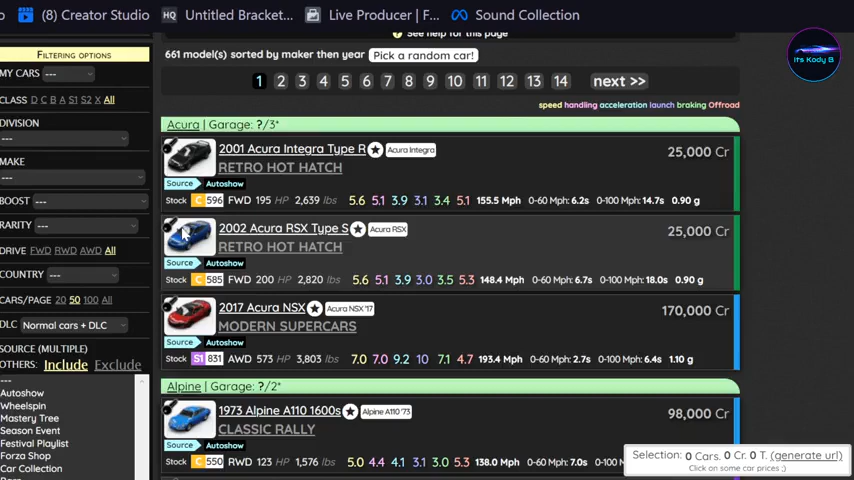 (8) Creator Studio
HQ Untitled Bracket...
Live Producer | F...
Sound Collection
Its Kody B
FILTERING OPTIONS
MY CARS ---
CLASS D C B A S1 S2 X All
DIVISION
---
MAKE
---
BOOST ---
RARITY ---
DRIVE FWD RWD AWD All
COUNTRY ---
CARS/PAGE 20 50 100 All
DLC Normal cars + DLC
SOURCE (MULTIPLE)
OTHERS: Include Exclude
---
Autoshow
Wheelspin
Mastery Tree
Season Event
Festival Playlist
Forza Shop
Car Collection
See help for this page
661 model(s) sorted by maker then year Pick a random car!
1 2 3 4 5 6 7 8 9 10 11 12 13 14 next >>
speed handling acceleration launch braking Offroad
Acura | Garage: ?/3*
2001 Acura Integra Type R ★ Acura Integra 25,000 Cr
RETRO HOT HATCH
Source Autoshow
Stock C 596 FWD 195 HP 2,639 lbs 5.6 5.1 3.9 3.1 3.4 5.1 155.5 Mph 0-60 Mph: 6.2s 0-100 Mph: 14.7s 0.90 g
2002 Acura RSX Type S ★ Acura RSX 25,000 Cr
RETRO HOT HATCH
Source Autoshow
Stock C 585 FWD 200 HP 2,820 lbs 5.6 5.1 3.9 3.0 3.5 5.3 148.4 Mph 0-60 Mph: 6.7s 0-100 Mph: 18.0s 0.90 g
2017 Acura NSX ★ Acura NSX '17 170,000 Cr
MODERN SUPERCARS
Source Autoshow
Stock S1 831 AWD 573 HP 3,803 lbs 7.0 7.0 9.2 10 7.1 4.7 193.4 Mph 0-60 Mph: 2.7s 0-100 Mph: 6.4s 1.10 g
Alpine | Garage: ?/2*
1973 Alpine A110 1600s ★ Alpine A110 '73 98,000 Cr
CLASSIC RALLY
Source Autoshow
Stock C 550 RWD 123 HP 1,576 lbs 5.0 4.4 4.1 3.1 3.0 5.3 138.0 Mph 0-60 Mph: 7.0s
Selection: 0 Cars. 0 Cr. 0 T. (generate url)
Click on some car prices ;)